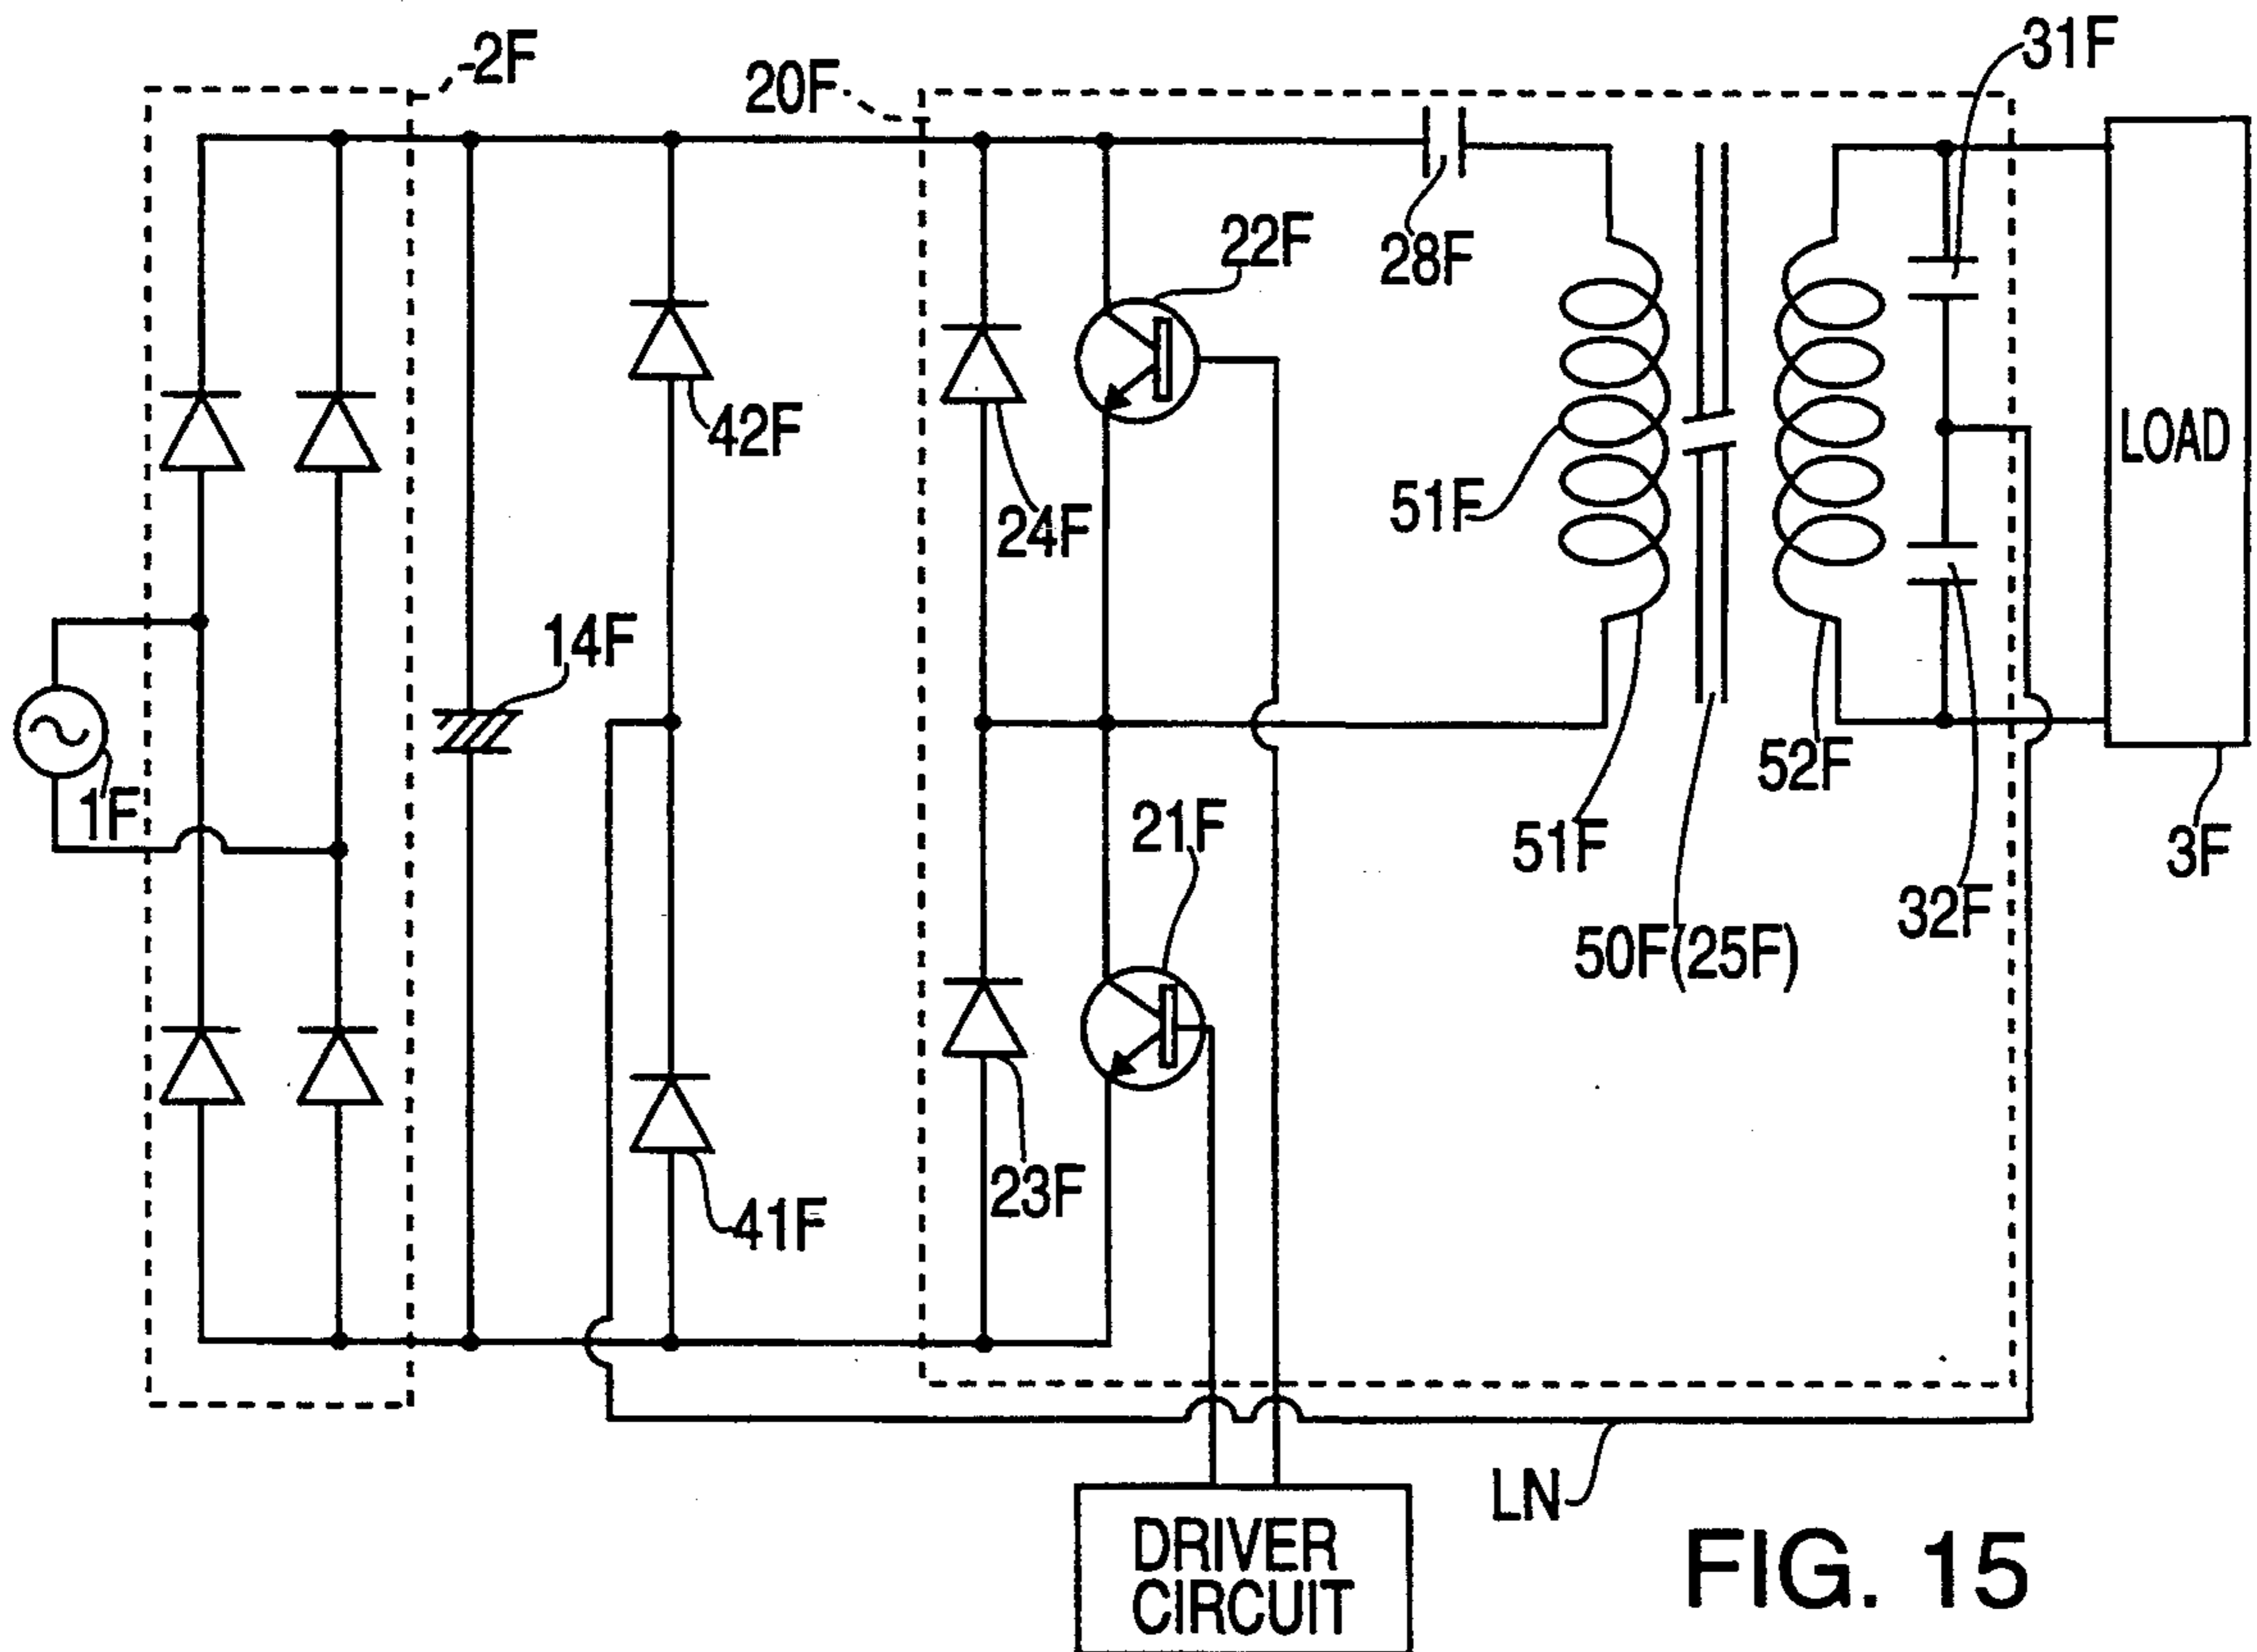 -2F
20F
31F
22F
28F
42F
LOAD
51F
24F
14F
1F
21F
52F
51F
3F
32F
50F(25F)
23F
41F
LN
DRIVER
CIRCUIT
FIG. 15